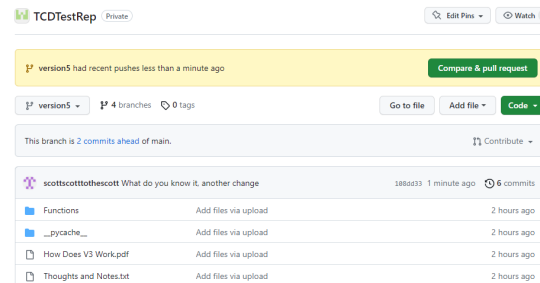 TCDTestRep Private Edit Pins Watch
version5 had recent pushes less than a minute ago Compare & pull request
version5 4 branches 0 tags Go to file Add file Code
This branch is 2 commits ahead of main. Contribute
scottscotttothescott What do you know it, another change 108dd33 1 minute ago 6 commits
Functions Add files via upload 2 hours ago
__pycache__ Add files via upload 2 hours ago
How Does V3 Work.pdf Add files via upload 2 hours ago
Thoughts and Notes.txt Add files via upload 2 hours ago